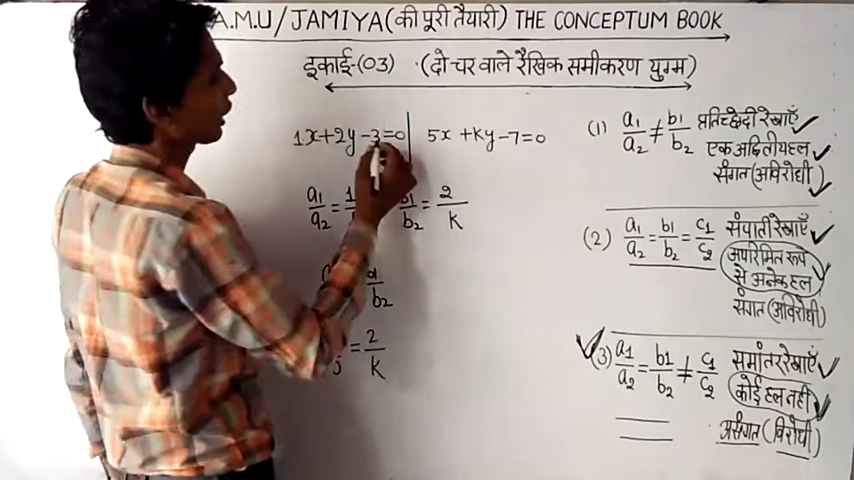 A.M.U/JAMIYA(की पूरी तैयारी) THE CONCEPTUM BOOK
इकाई-(03) (दो चर वाले रैखिक समीकरण युग्म)
1x+2y-3=0 | 5x+Ky-7=0
a1/a2 = 1/ b1/b2 = 2/K
a/b2
5 = 2/K
(1) a1/a2 ≠ b1/b2 प्रतिच्छेदी रेखाएँ
एक अद्वितीय हल
संगत (अविरोधी)
(2) a1/a2 = b1/b2 = c1/c2 संपाती रेखाएँ
अपरिमित रूप
से अनेक हल
संगत (अविरोधी)
(3) a1/a2 = b1/b2 ≠ c1/c2 समांतर रेखाएँ
कोई हल नहीं
असंगत (विरोधी)